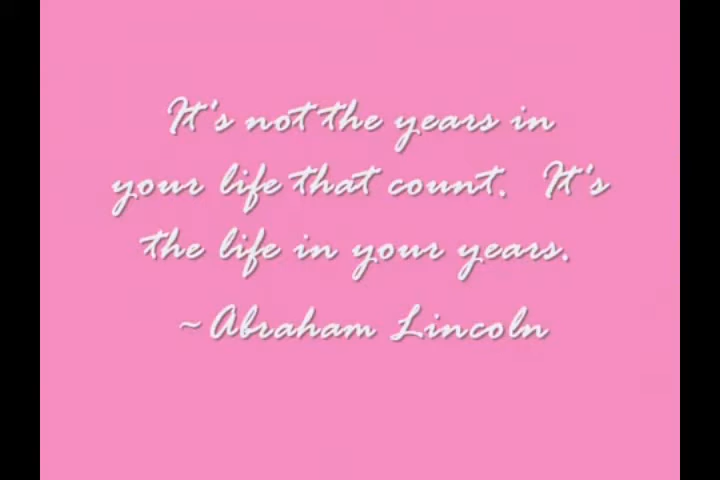 It's not the years in
your life that count.  It's
the life in your years.
~Abraham Lincoln